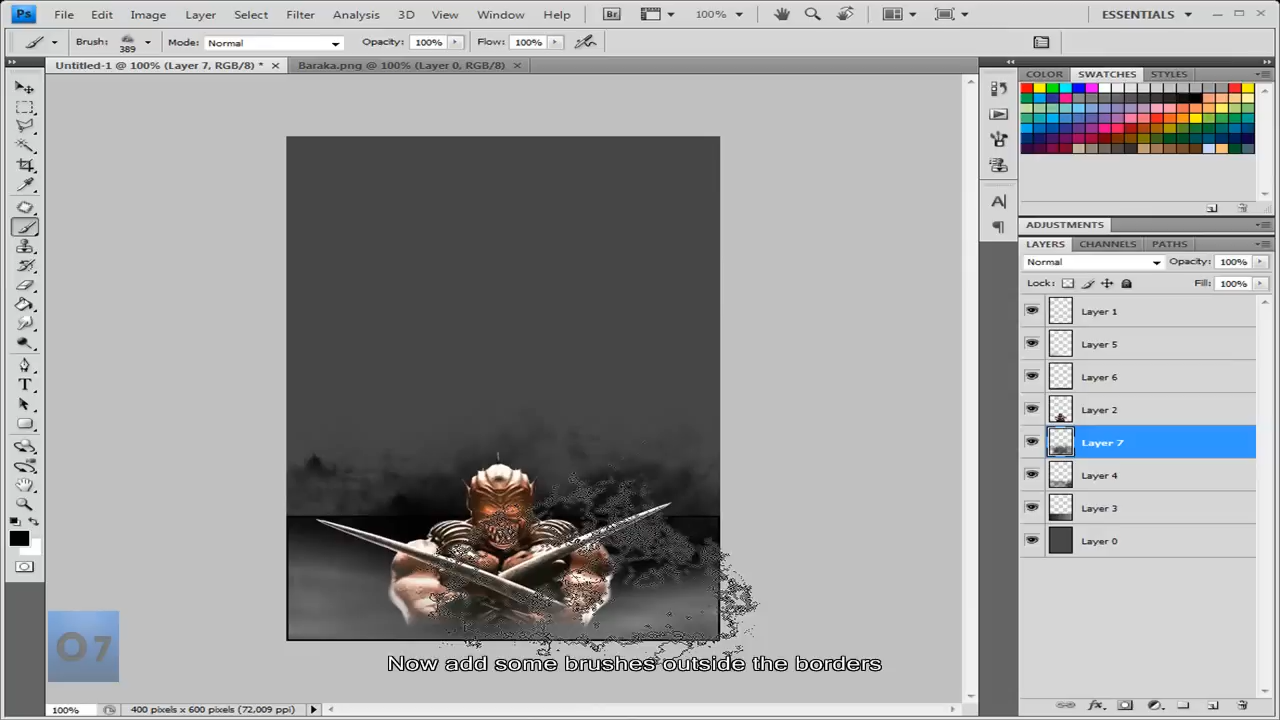 Ps File Edit Image Layer Select Filter Analysis 3D View Window Help Br 100% ESSENTIALS
Brush: 389 Mode: Normal Opacity: 100% Flow: 100%
Untitled-1 @ 100% (Layer 7, RGB/8) * Baraka.png @ 100% (Layer 0, RGB/8)
COLOR SWATCHES STYLES
ADJUSTMENTS
LAYERS CHANNELS PATHS
Normal Opacity: 100%
Lock: Fill: 100%
Layer 1
Layer 5
Layer 6
Layer 2
Layer 7
Layer 4
Layer 3
Layer 0
07
Now add some brushes outside the borders
100% 400 pixels x 600 pixels (72,009 ppi)